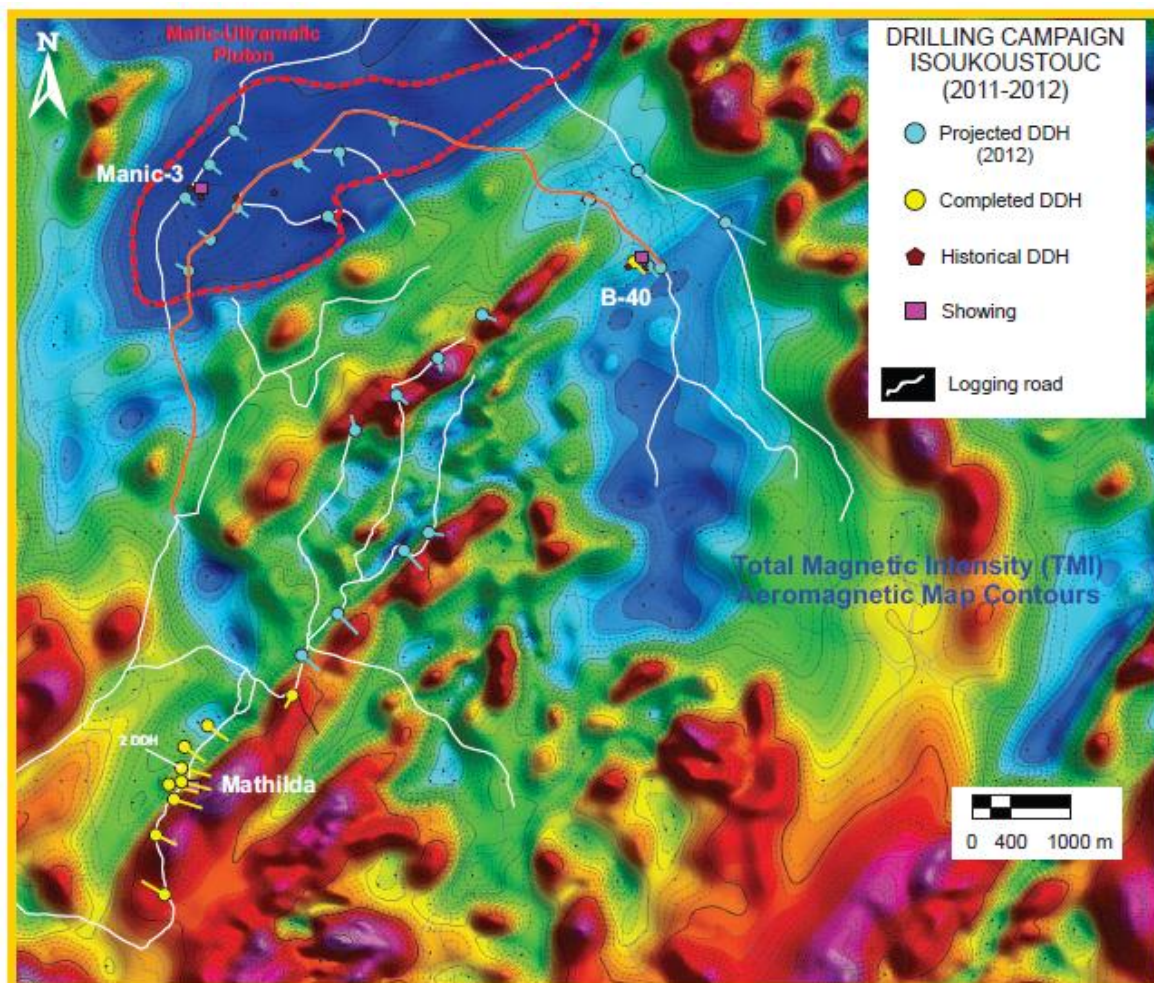 N
Mafic-Ultramafic
Pluton
DRILLING CAMPAIGN
ISOUKOUSTOUC
(2011-2012)
Projected DDH
(2012)
Completed DDH
Historical DDH
Showing
Logging road
Manic-3
B-40
Total Magnetic Intensity (TMI)
Aeromagnetic Map Contours
2 DDH
Mathilda
0 400 1000 m